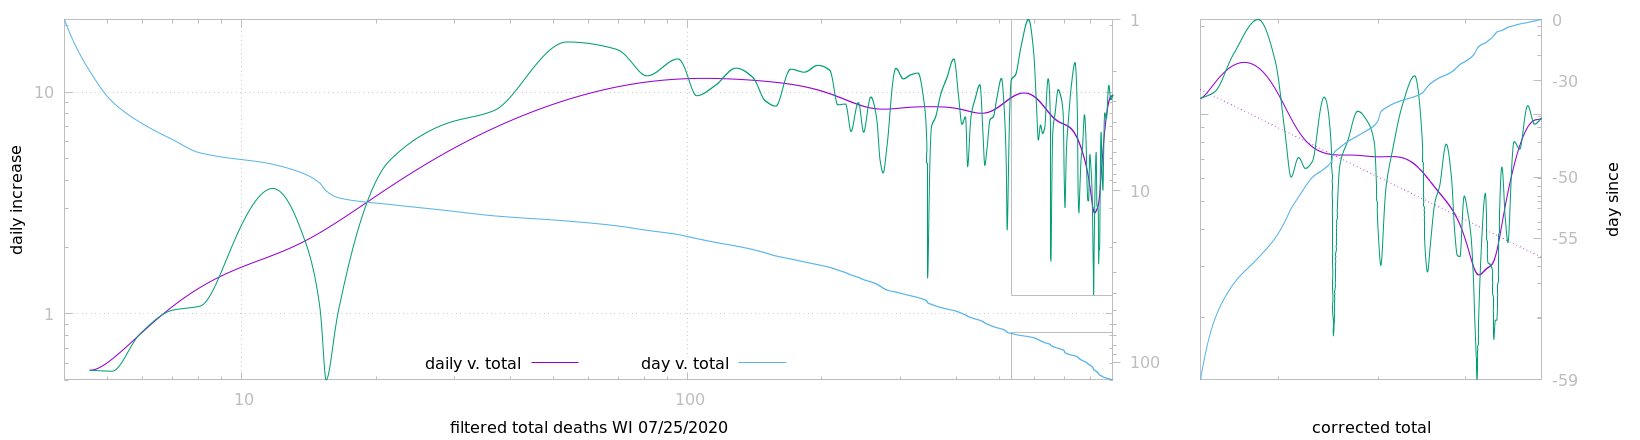 daily increase
10
1
10
100
1
10
100
daily v. total
day v. total
filtered total deaths WI 07/25/2020
0
-30
-50
-55
-59
day since
corrected total